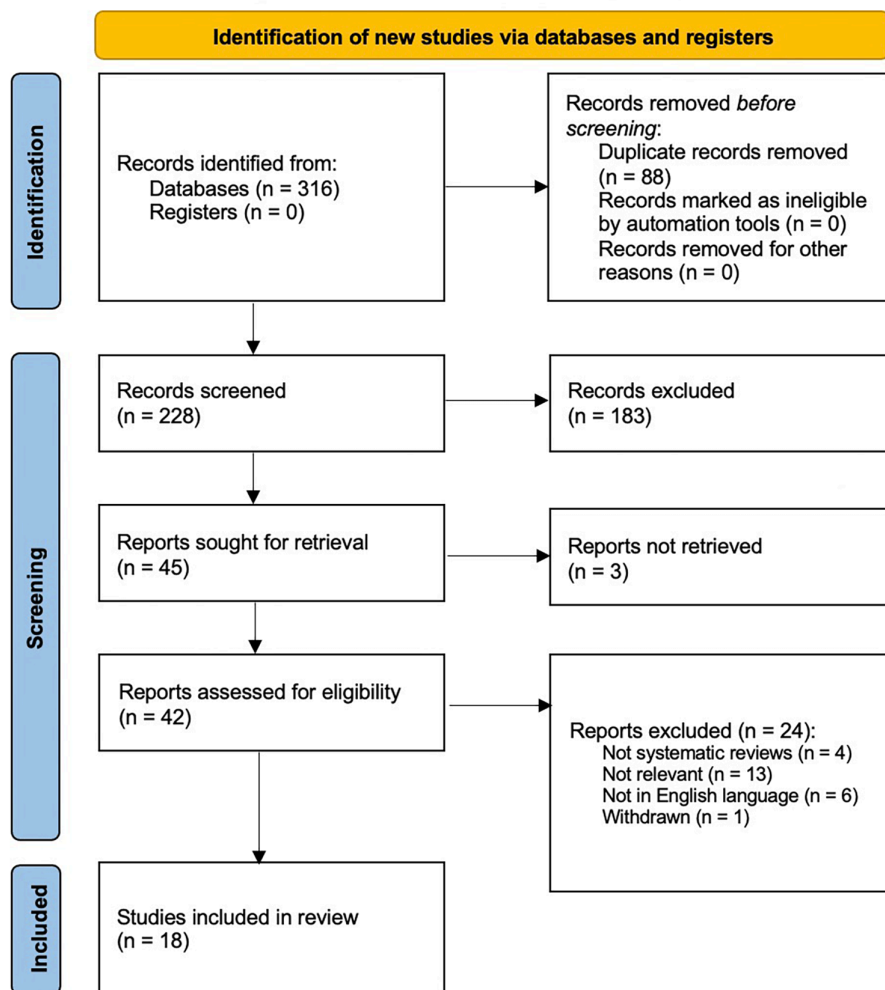 Identification of new studies via databases and registers
Identification
Records identified from:
Databases (n = 316)
Registers (n = 0)
Records removed before
screening:
Duplicate records removed
(n = 88)
Records marked as ineligible
by automation tools (n = 0)
Records removed for other
reasons (n = 0)
Screening
Records screened
(n = 228)
Records excluded
(n = 183)
Reports sought for retrieval
(n = 45)
Reports not retrieved
(n = 3)
Reports assessed for eligibility
(n = 42)
Reports excluded (n = 24):
Not systematic reviews (n = 4)
Not relevant (n = 13)
Not in English language (n = 6)
Withdrawn (n = 1)
Included
Studies included in review
(n = 18)